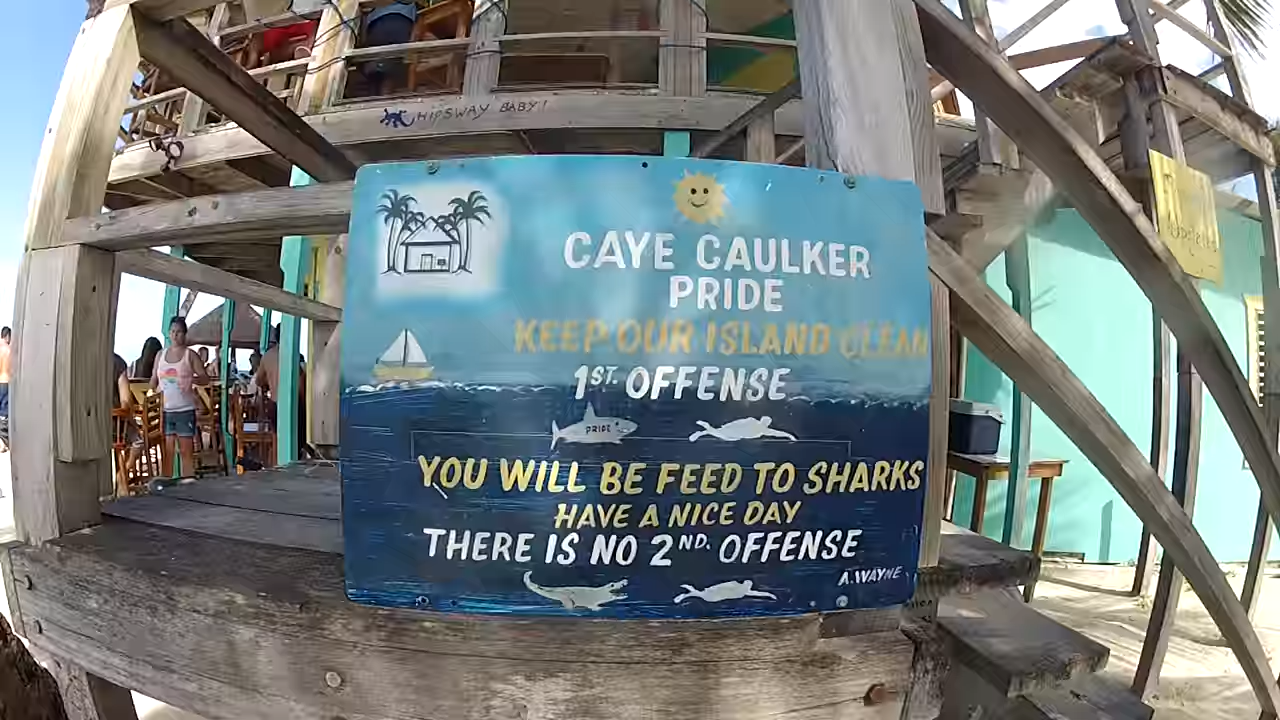 HIPSWAY BABY!
CAYE CAULKER
PRIDE
KEEP OUR ISLAND CLEAN
1ST. OFFENSE
PRIDE
YOU WILL BE FEED TO SHARKS
HAVE A NICE DAY
THERE IS NO 2ND. OFFENSE
A.WAYNE